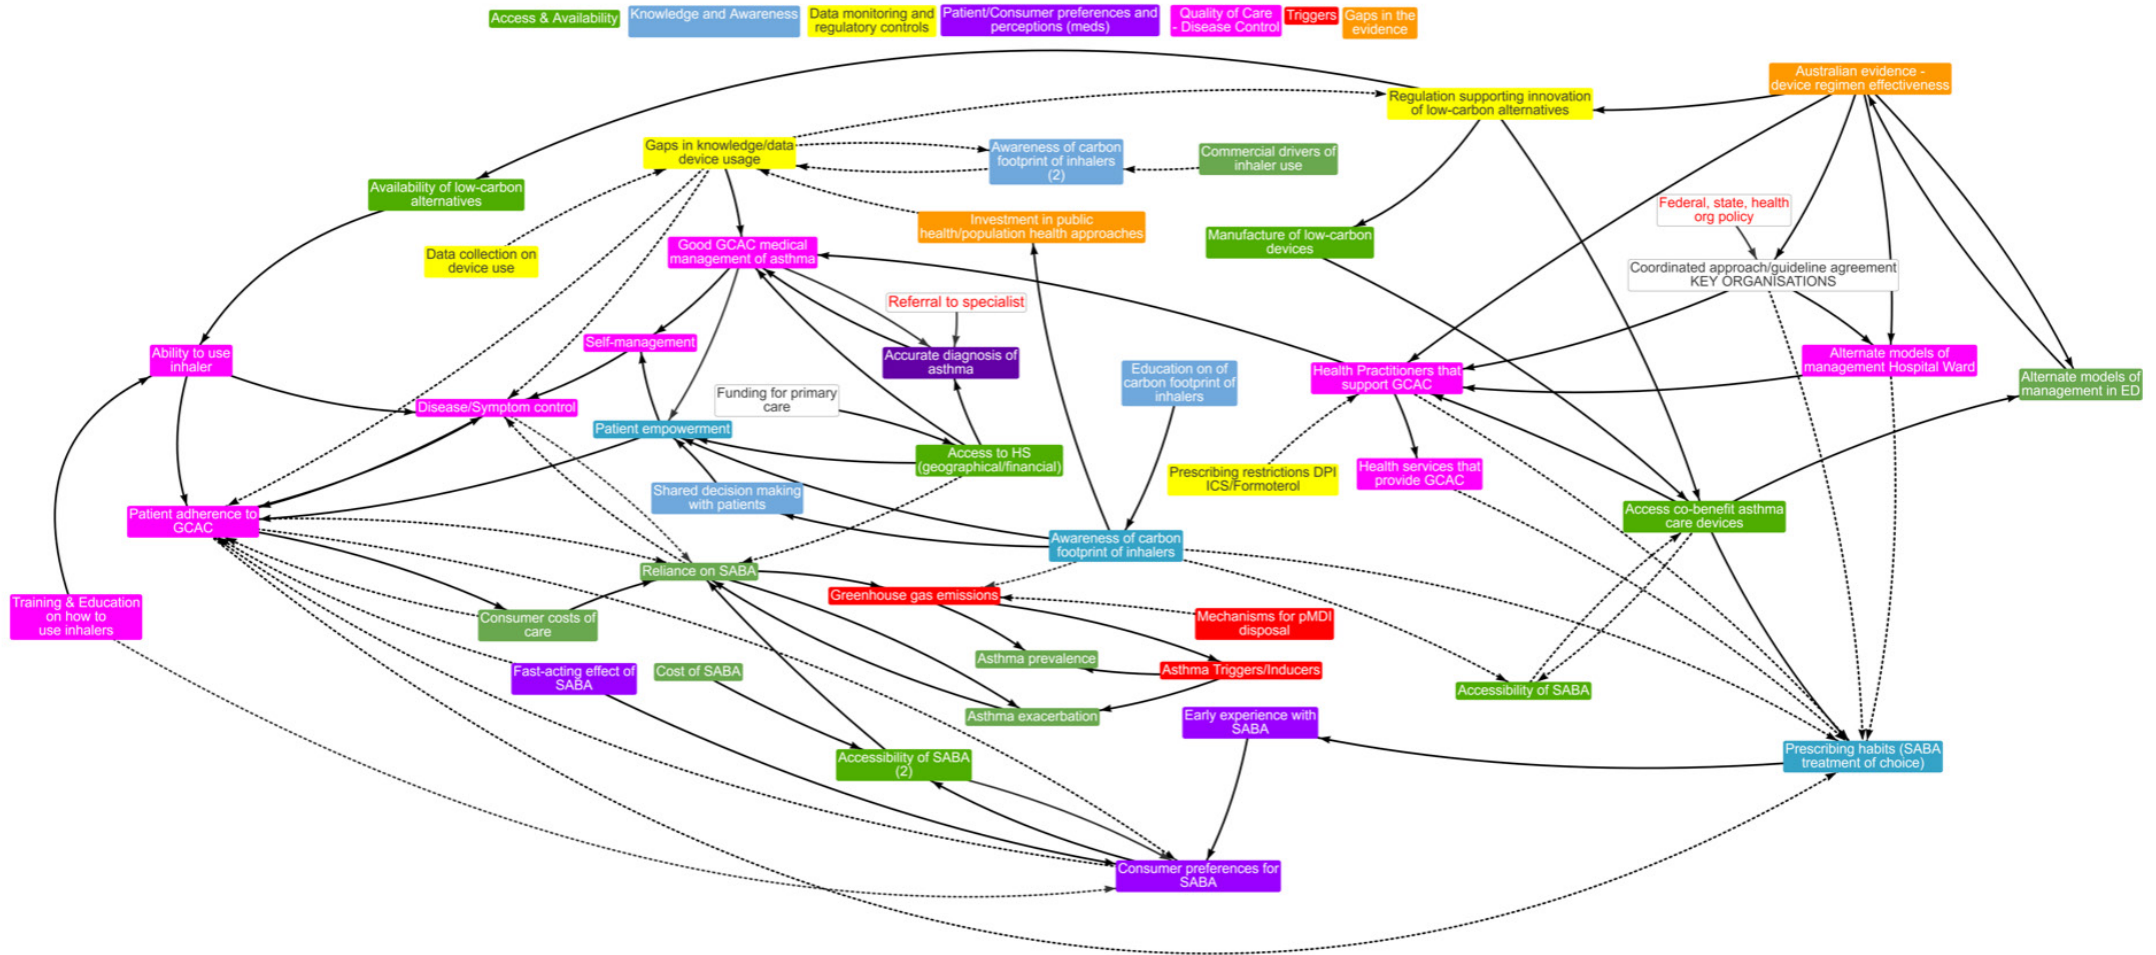 Access & Availability
Knowledge and Awareness
Data monitoring and
regulatory controls
Patient/Consumer preferences and
perceptions (meds)
Quality of Care
- Disease Control
Triggers
Gaps in the
evidence
Australian evidence -
device regimen effectiveness
Regulation supporting innovation
of low-carbon alternatives
Gaps in knowledge/data
device usage
Awareness of carbon
footprint of inhalers
(2)
Commercial drivers of
inhaler use
Availability of low-carbon
alternatives
Federal, state, health
org policy
Investment in public
health/population health approaches
Manufacture of low-carbon
devices
Data collection on
device use
Good GCAC medical
management of asthma
Coordinated approach/guideline agreement
KEY ORGANISATIONS
Referral to specialist
Self-management
Ability to use
inhaler
Accurate diagnosis of
asthma
Education on of
carbon footprint of
inhalers
Health Practitioners that
support GCAC
Alternate models of
management Hospital Ward
Alternate models of
management in ED
Funding for primary
care
Disease/Symptom control
Patient empowerment
Access to HS
(geographical/financial)
Prescribing restrictions DPI
ICS/Formoterol
Health services that
provide GCAC
Shared decision making
with patients
Patient adherence to
GCAC
Access co-benefit asthma
care devices
Awareness of carbon
footprint of inhalers
Reliance on SABA
Greenhouse gas emissions
Training & Education
on how to
use inhalers
Consumer costs of
care
Mechanisms for pMDI
disposal
Asthma prevalence
Asthma Triggers/Inducers
Fast-acting effect of
SABA
Cost of SABA
Accessibility of SABA
Asthma exacerbation
Early experience with
SABA
Accessibility of SABA
(2)
Prescribing habits (SABA
treatment of choice)
Consumer preferences for
SABA